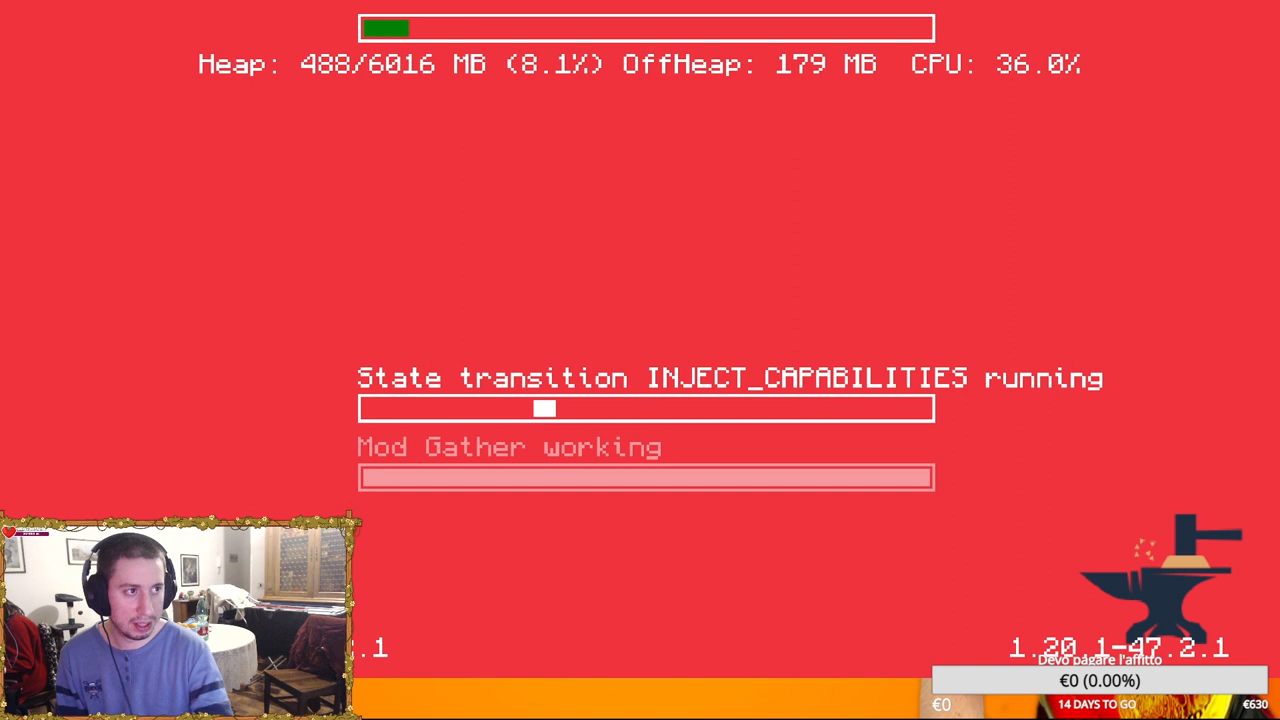 Heap: 488/6016 MB (8.1%) OffHeap: 179 MB  CPU: 36.0%
State transition INJECT_CAPABILITIES running
Mod Gather working
.1
1.20.1-47.2.1
Devo pagare l'affitto
€0 (0.00%)
€0
14 DAYS TO GO
€630